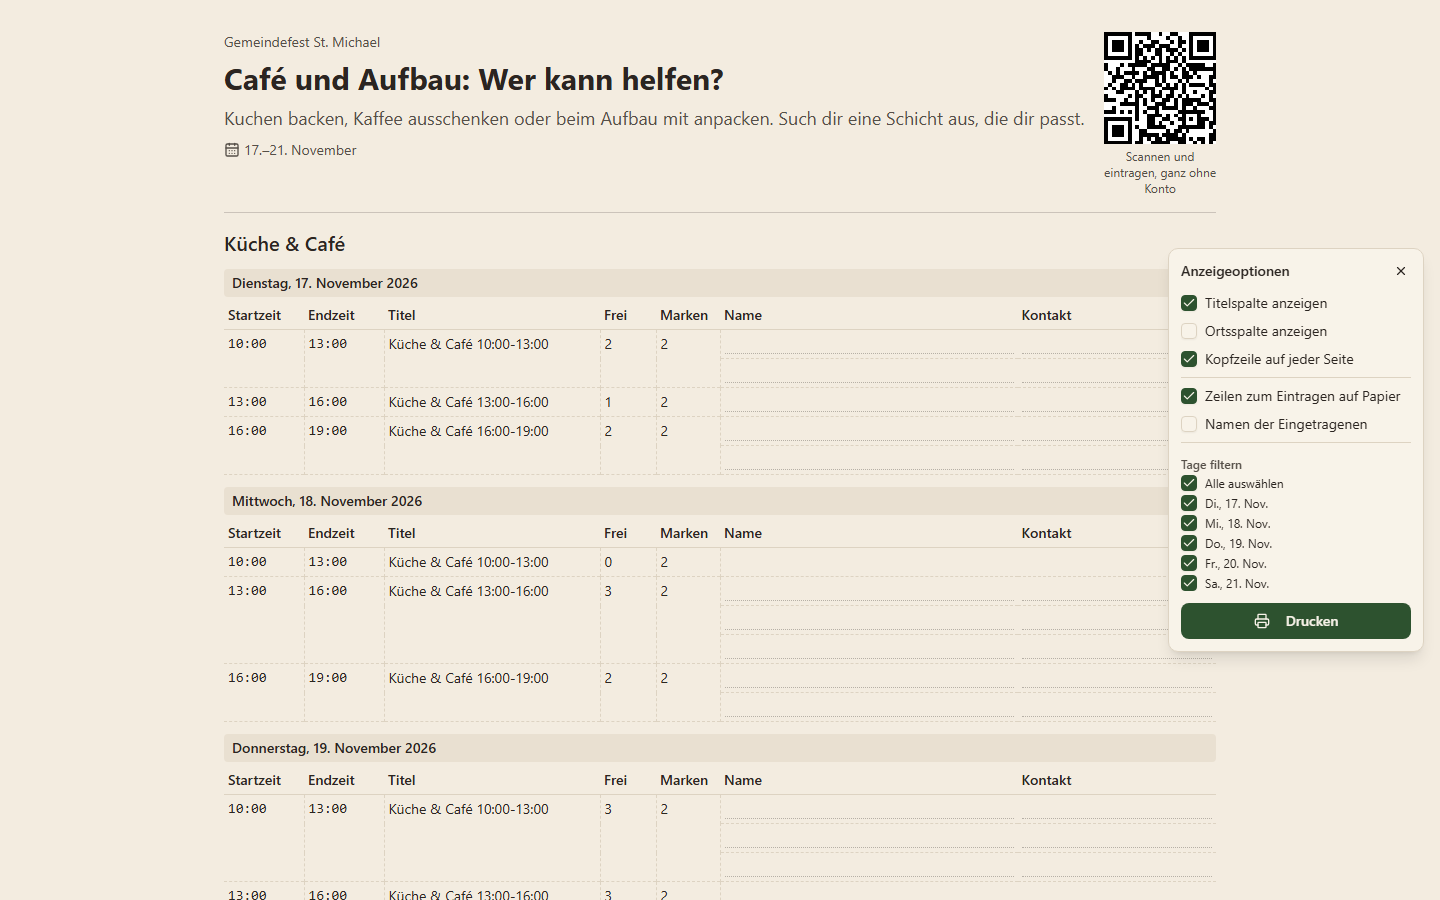 Gemeindefest St. Michael
Café und Aufbau: Wer kann helfen?
Kuchen backen, Kaffee ausschenken oder beim Aufbau mit anpacken. Such dir eine Schicht aus, die dir passt.
17.–21. November
Scannen und
eintragen, ganz ohne
Konto
Küche & Café
Dienstag, 17. November 2026
Startzeit Endzeit Titel Frei Marken Name Kontakt
10:00 13:00 Küche & Café 10:00-13:00 2 2
13:00 16:00 Küche & Café 13:00-16:00 1 2
16:00 19:00 Küche & Café 16:00-19:00 2 2
Mittwoch, 18. November 2026
Startzeit Endzeit Titel Frei Marken Name Kontakt
10:00 13:00 Küche & Café 10:00-13:00 0 2
13:00 16:00 Küche & Café 13:00-16:00 3 2
16:00 19:00 Küche & Café 16:00-19:00 2 2
Donnerstag, 19. November 2026
Startzeit Endzeit Titel Frei Marken Name Kontakt
10:00 13:00 Küche & Café 10:00-13:00 3 2
13:00 16:00 Küche & Café 13:00-16:00 3 2
Anzeigeoptionen
Titelspalte anzeigen
Ortsspalte anzeigen
Kopfzeile auf jeder Seite
Zeilen zum Eintragen auf Papier
Namen der Eingetragenen
Tage filtern
Alle auswählen
Di., 17. Nov.
Mi., 18. Nov.
Do., 19. Nov.
Fr., 20. Nov.
Sa., 21. Nov.
Drucken